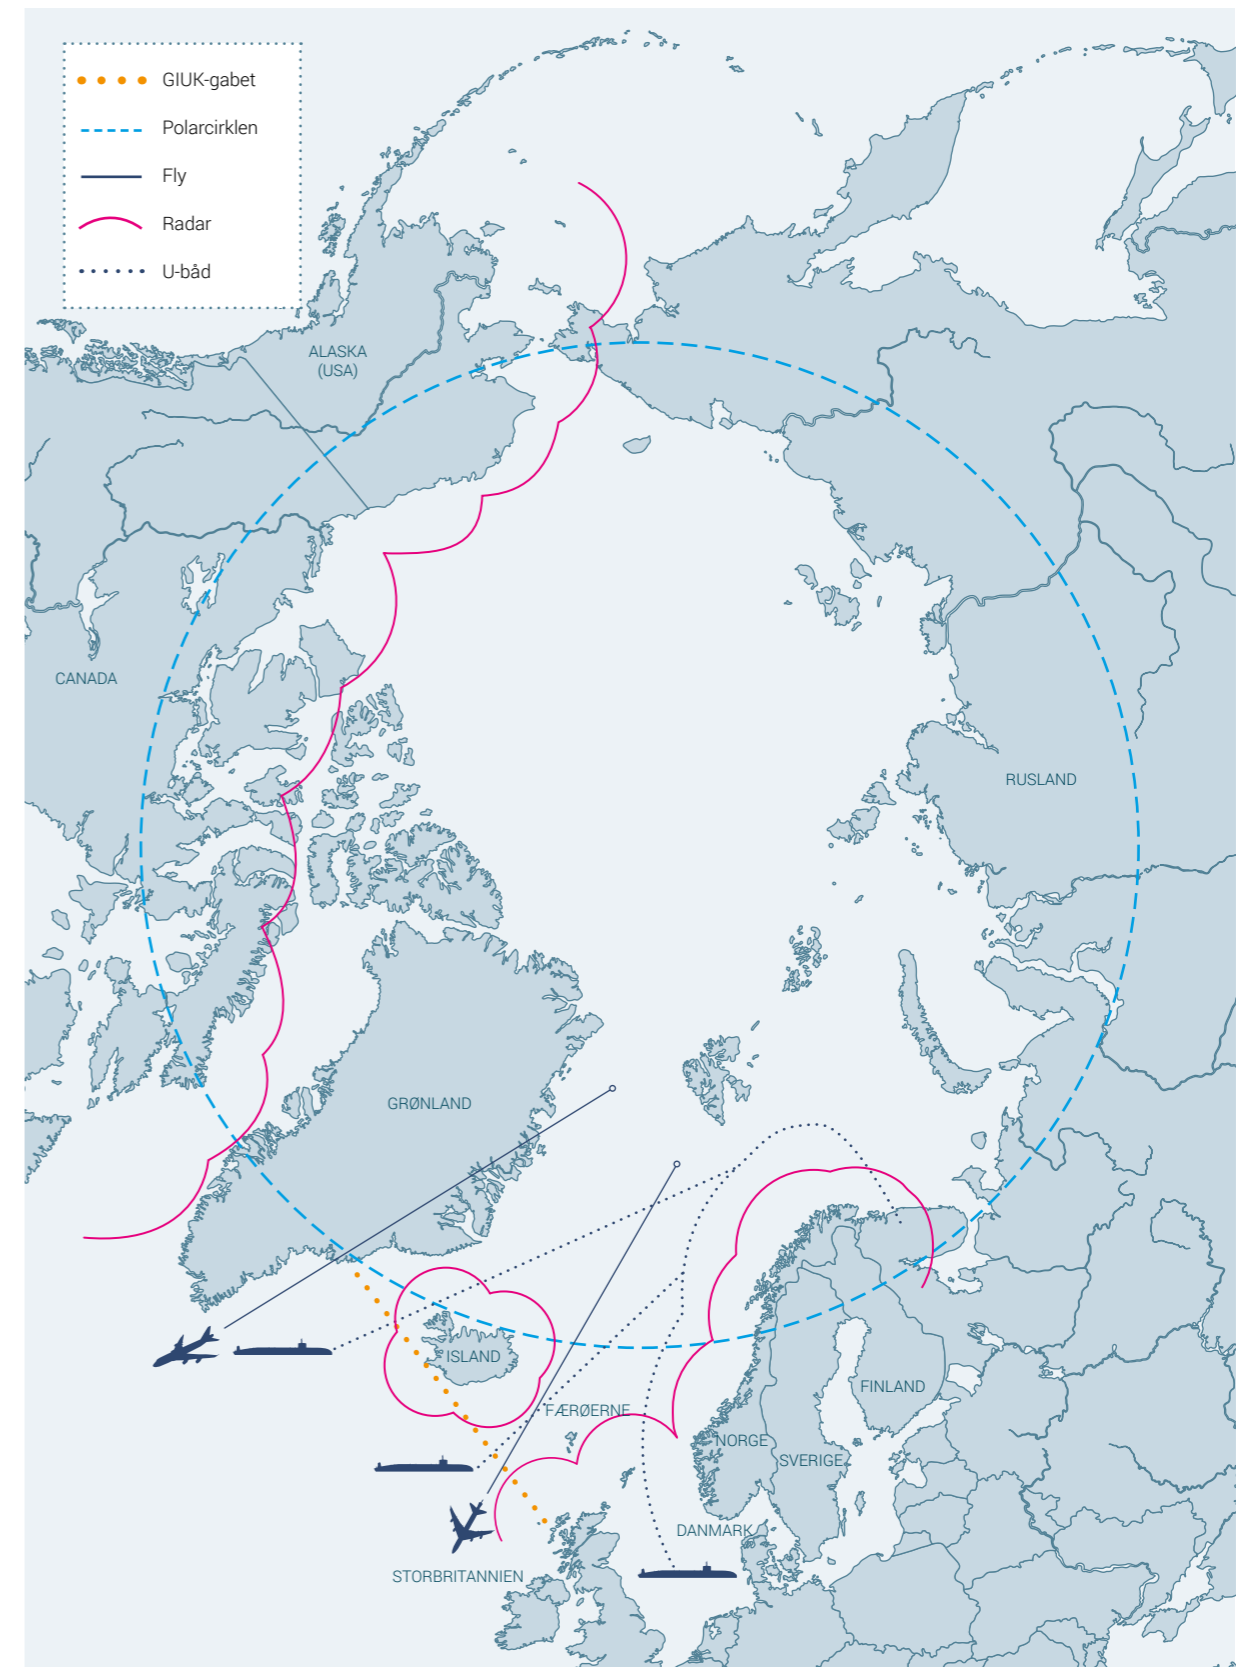 GIUK-gabet
Polarcirklen
Fly
Radar
U-båd
ALASKA
(USA)
CANADA
RUSLAND
GRØNLAND
ISLAND
FINLAND
FÆRØERNE
NORGE
SVERIGE
DANMARK
STORBRITANNIEN